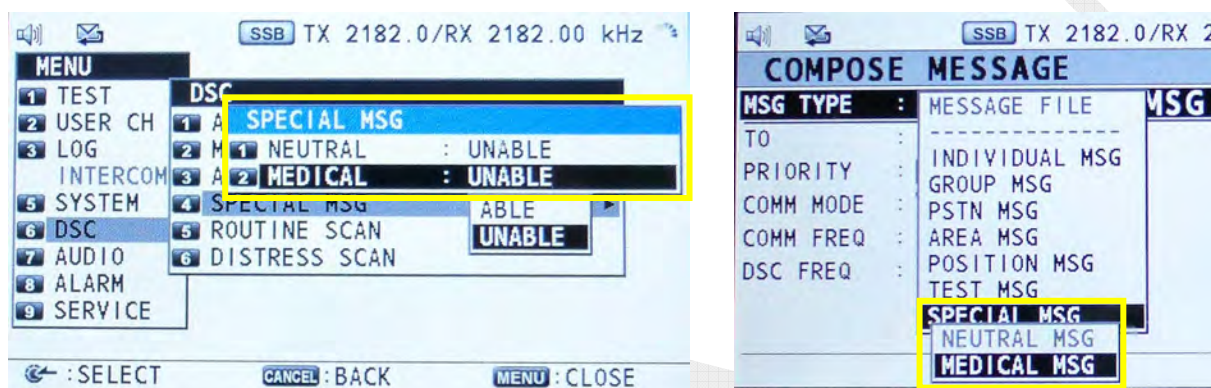 SSB TX 2182.0/RX 2182.00 kHz
MENU
1 TEST
2 USER CH
3 LOG
INTERCOM
5 SYSTEM
6 DSC
7 AUDIO
8 ALARM
9 SERVICE
DSC
1 A
2 M
3 A
4 SPECIAL MSG
5 ROUTINE SCAN
6 DISTRESS SCAN
SPECIAL MSG
1 NEUTRAL : UNABLE
2 MEDICAL : UNABLE
ABLE
UNABLE
:SELECT CANCEL :BACK MENU :CLOSE
SSB TX 2182.0/RX 2
COMPOSE MESSAGE
MSG TYPE : MSG
TO :
PRIORITY :
COMM MODE :
COMM FREQ :
DSC FREQ :
MESSAGE FILE
--------------
INDIVIDUAL MSG
GROUP MSG
PSTN MSG
AREA MSG
POSITION MSG
TEST MSG
SPECIAL MSG
NEUTRAL MSG
MEDICAL MSG